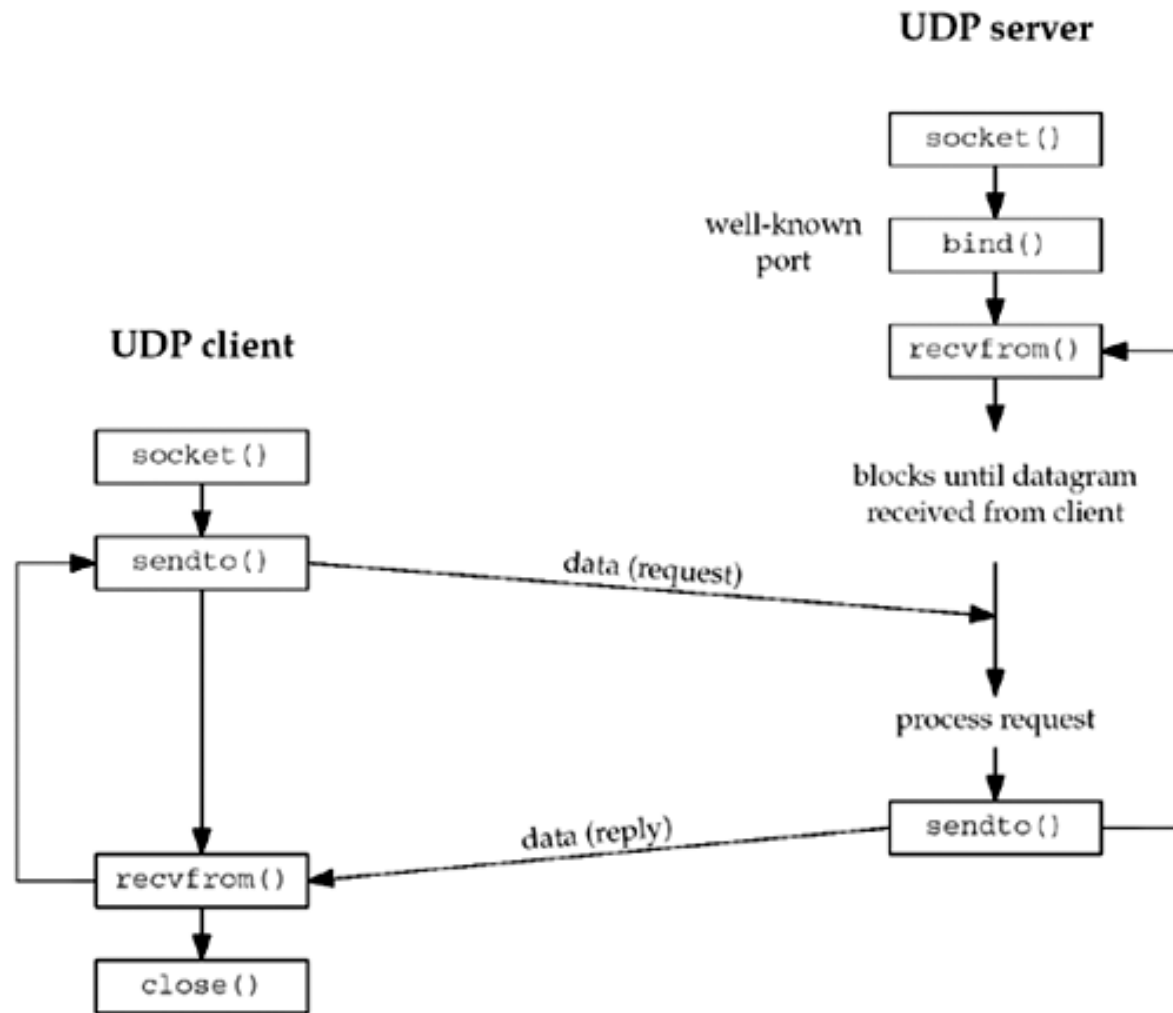 UDP server
socket()
well-known
port
bind()
recvfrom()
UDP client
socket()
blocks until datagram
received from client
sendto()
data (request)
process request
sendto()
data (reply)
recvfrom()
close()